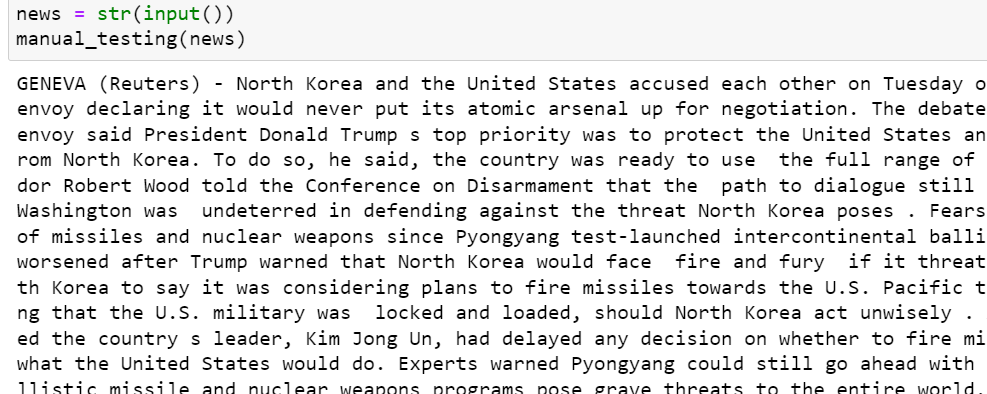 news = str(input())
manual_testing(news)
GENEVA (Reuters) - North Korea and the United States accused each other on Tuesday o
envoy declaring it would never put its atomic arsenal up for negotiation. The debate
envoy said President Donald Trump s top priority was to protect the United States an
rom North Korea. To do so, he said, the country was ready to use  the full range of
dor Robert Wood told the Conference on Disarmament that the  path to dialogue still
Washington was  undeterred in defending against the threat North Korea poses . Fears
of missiles and nuclear weapons since Pyongyang test-launched intercontinental balli
worsened after Trump warned that North Korea would face  fire and fury  if it threat
th Korea to say it was considering plans to fire missiles towards the U.S. Pacific t
ng that the U.S. military was  locked and loaded, should North Korea act unwisely .
ed the country s leader, Kim Jong Un, had delayed any decision on whether to fire mi
what the United States would do. Experts warned Pyongyang could still go ahead with
llistic missile and nuclear weapons programs pose grave threats to the entire world.